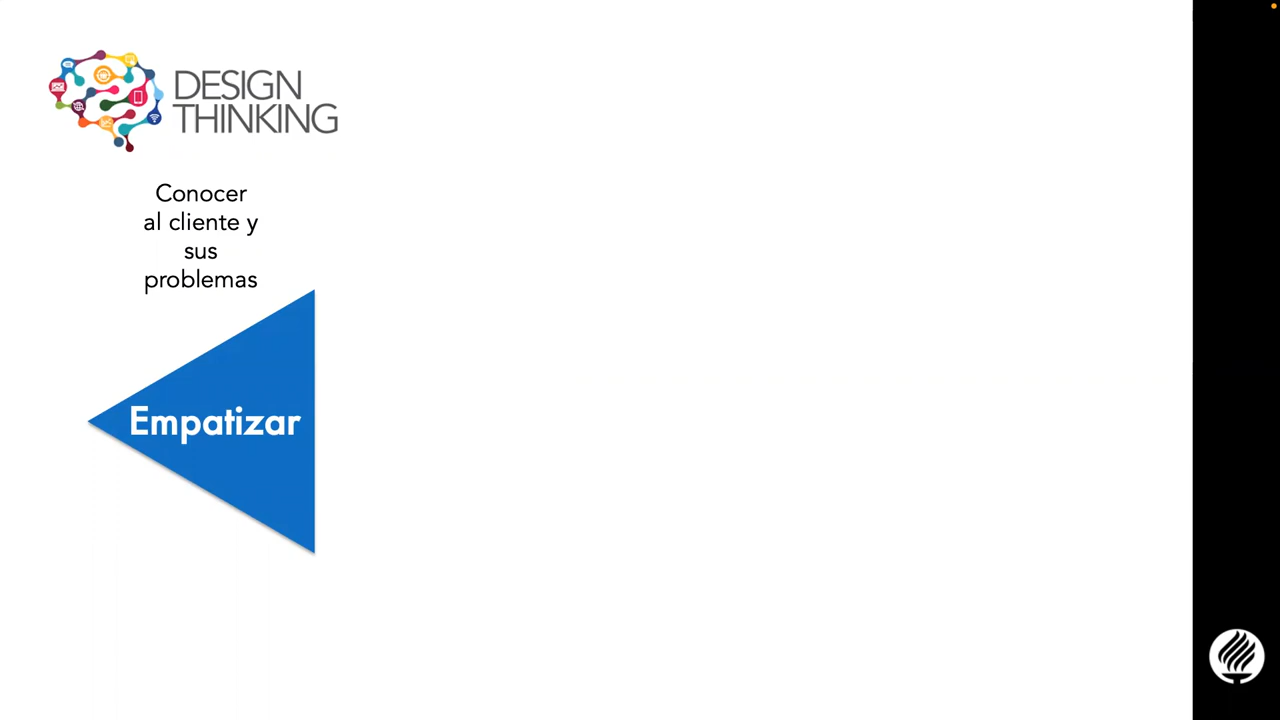 DESIGN
THINKING
Conocer
al cliente y
sus
problemas
Empatizar